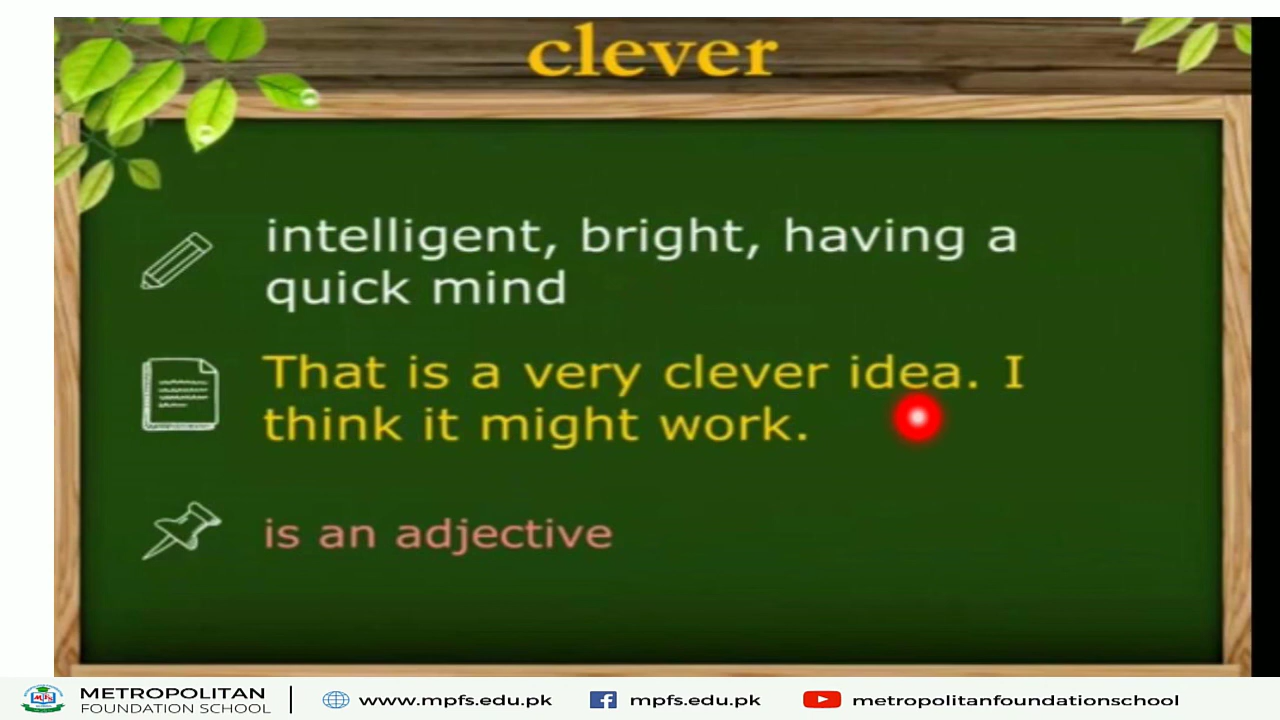 clever
intelligent, bright, having a
quick mind
That is a very clever idea. I
think it might work.
is an adjective
METROPOLITAN
FOUNDATION SCHOOL
www.mpfs.edu.pk
mpfs.edu.pk
metropolitanfoundationschool